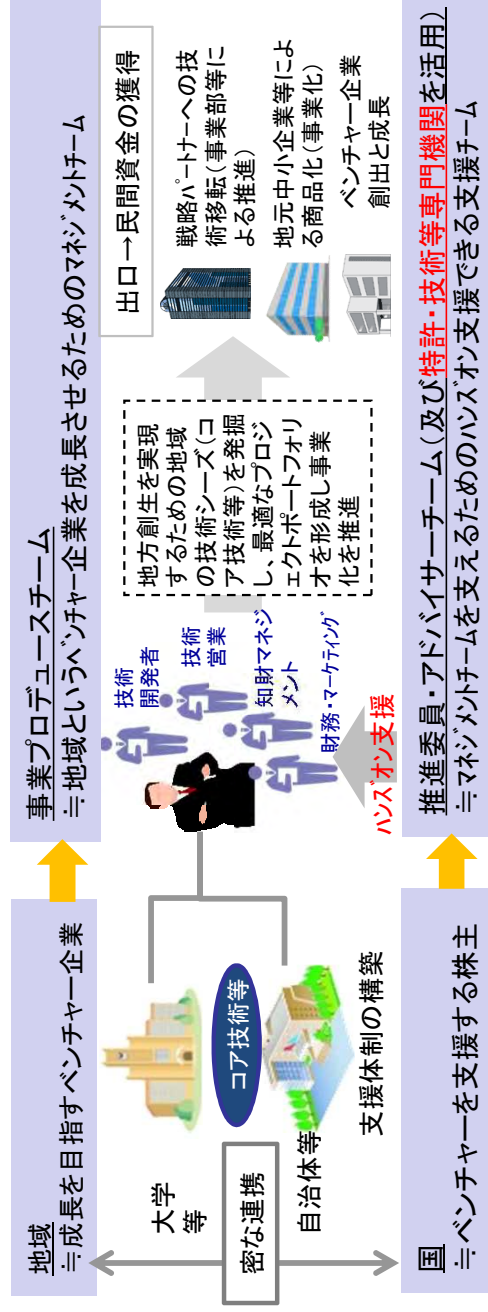 地域
≒成長を目指すベンチャー企業
事業プロデュースチーム
≒地域というベンチャー企業を成長させるためのマネジメントチーム
大学
等
コア技術等
密な連携
自治体等
支援体制の構築
技術
開発者
技術
営業
知財マネジ
メント
財務・マーケティング
ハンズオン支援
地方創生を実現
するための地域
の技術シーズ(コ
ア技術等)を発掘
し、最適なプロジ
ェクトポートフォリ
オを形成し事業
化を推進
出口→民間資金の獲得
戦略パートナーへの技
術移転(事業部等に
よる推進)
地元中小企業等によ
る商品化(事業化)
ベンチャー企業
創出と成長
国
≒ベンチャーを支援する株主
推進委員・アドバイサーチーム(及び特許・技術等専門機関を活用)
≒マネジメントチームを支えるためのハンズオン支援できる支援チーム